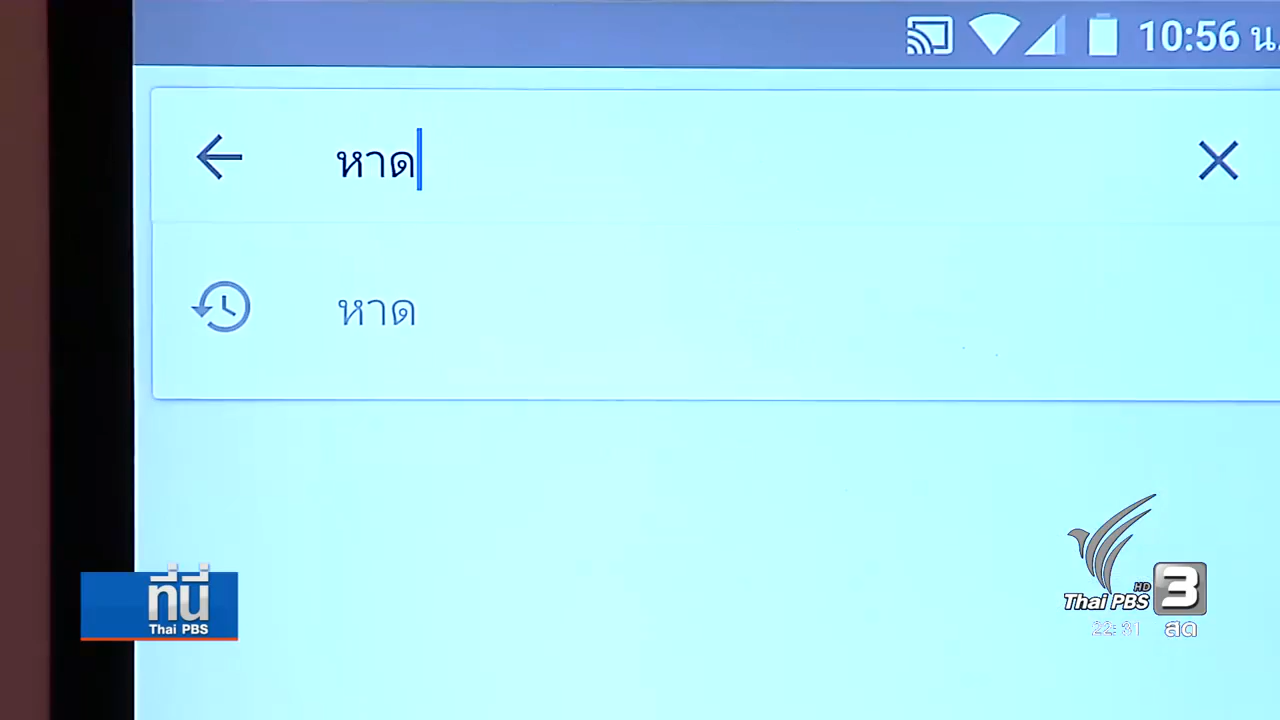 10:56 น.
หาด
หาด
ที่นี่
Thai PBS
HD
Thai PBS 3
22:31 สด